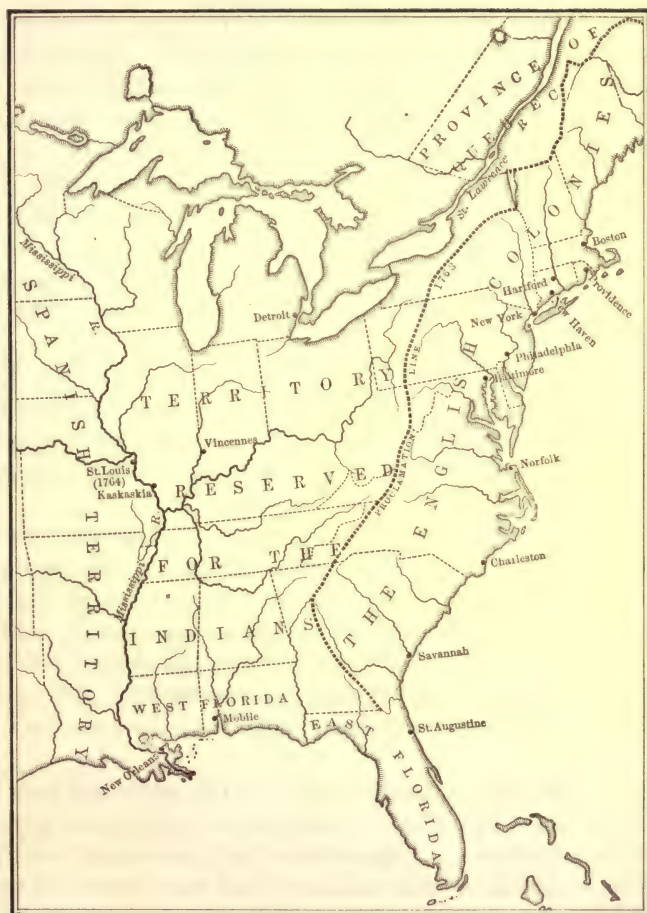 PROVINCE OF
QUEBEC
St. Lawrence
THE ENGLISH COLONIES
Boston
Providence
Hartford
New York
Haven
Philadelphia
Baltimore
Norfolk
Charleston
Savannah
St. Augustine
PROCLAMATION LINE 1763
Detroit
Mississippi
R.
SPANISH
TERRITORY
TERRITORY
Vincennes
St. Louis
(1764)
Kaskaskia
RESERVED
Mississippi R.
FOR THE
INDIANS
WEST FLORIDA
Mobile
EAST FLORIDA
New Orleans